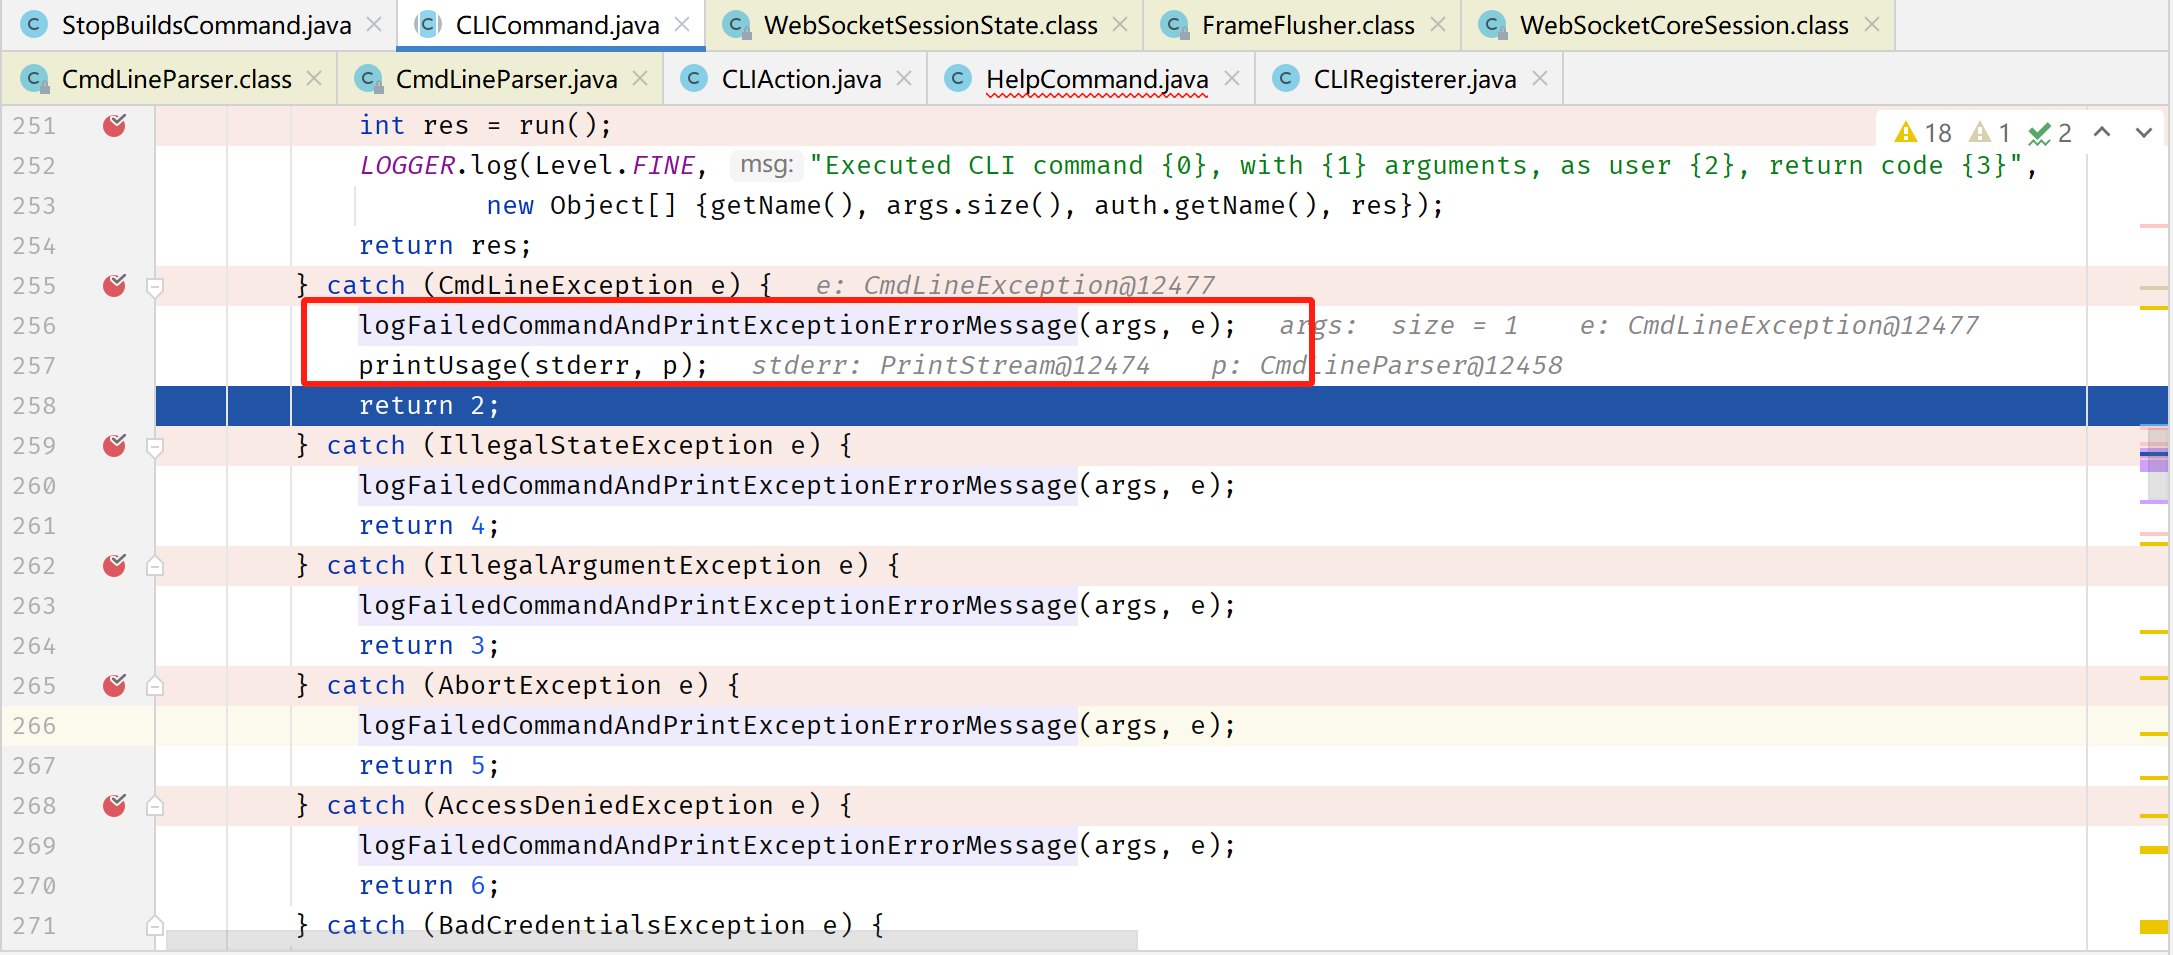 StopBuildsCommand.java CLICommand.java WebSocketSessionState.class FrameFlusher.class WebSocketCoreSession.class
CmdLineParser.class CmdLineParser.java CLIAction.java HelpCommand.java CLIRegisterer.java
18 1 2
251 int res = run();
252 LOGGER.log(Level.FINE, msg: "Executed CLI command {0}, with {1} arguments, as user {2}, return code {3}",
253 new Object[] {getName(), args.size(), auth.getName(), res});
254 return res;
255 } catch (CmdLineException e) { e: CmdLineException@12477
256 logFailedCommandAndPrintExceptionErrorMessage(args, e); args: size = 1 e: CmdLineException@12477
257 printUsage(stderr, p); stderr: PrintStream@12474 p: CmdLineParser@12458
258 return 2;
259 } catch (IllegalStateException e) {
260 logFailedCommandAndPrintExceptionErrorMessage(args, e);
261 return 4;
262 } catch (IllegalArgumentException e) {
263 logFailedCommandAndPrintExceptionErrorMessage(args, e);
264 return 3;
265 } catch (AbortException e) {
266 logFailedCommandAndPrintExceptionErrorMessage(args, e);
267 return 5;
268 } catch (AccessDeniedException e) {
269 logFailedCommandAndPrintExceptionErrorMessage(args, e);
270 return 6;
271 } catch (BadCredentialsException e) {